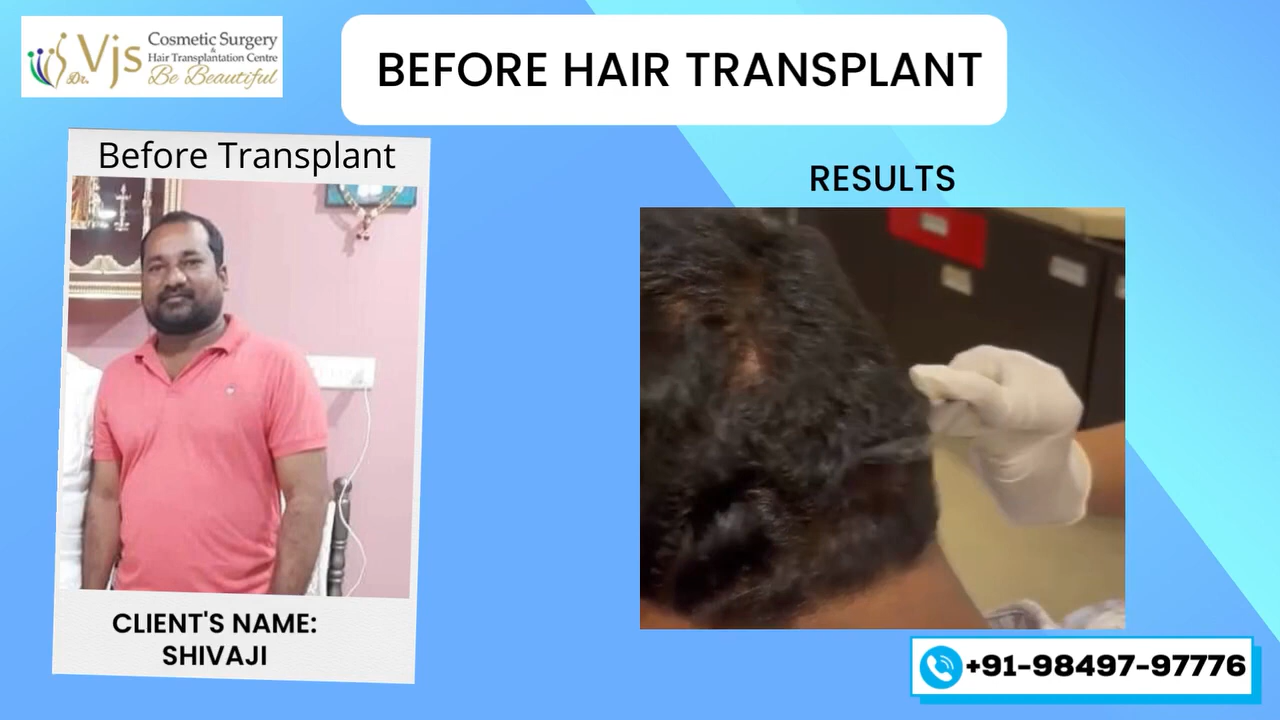 Dr. Vjs
Cosmetic Surgery
&
Hair Transplantation Centre
Be Beautiful
BEFORE HAIR TRANSPLANT
Before Transplant
CLIENT'S NAME:
SHIVAJI
RESULTS
+91-98497-97776